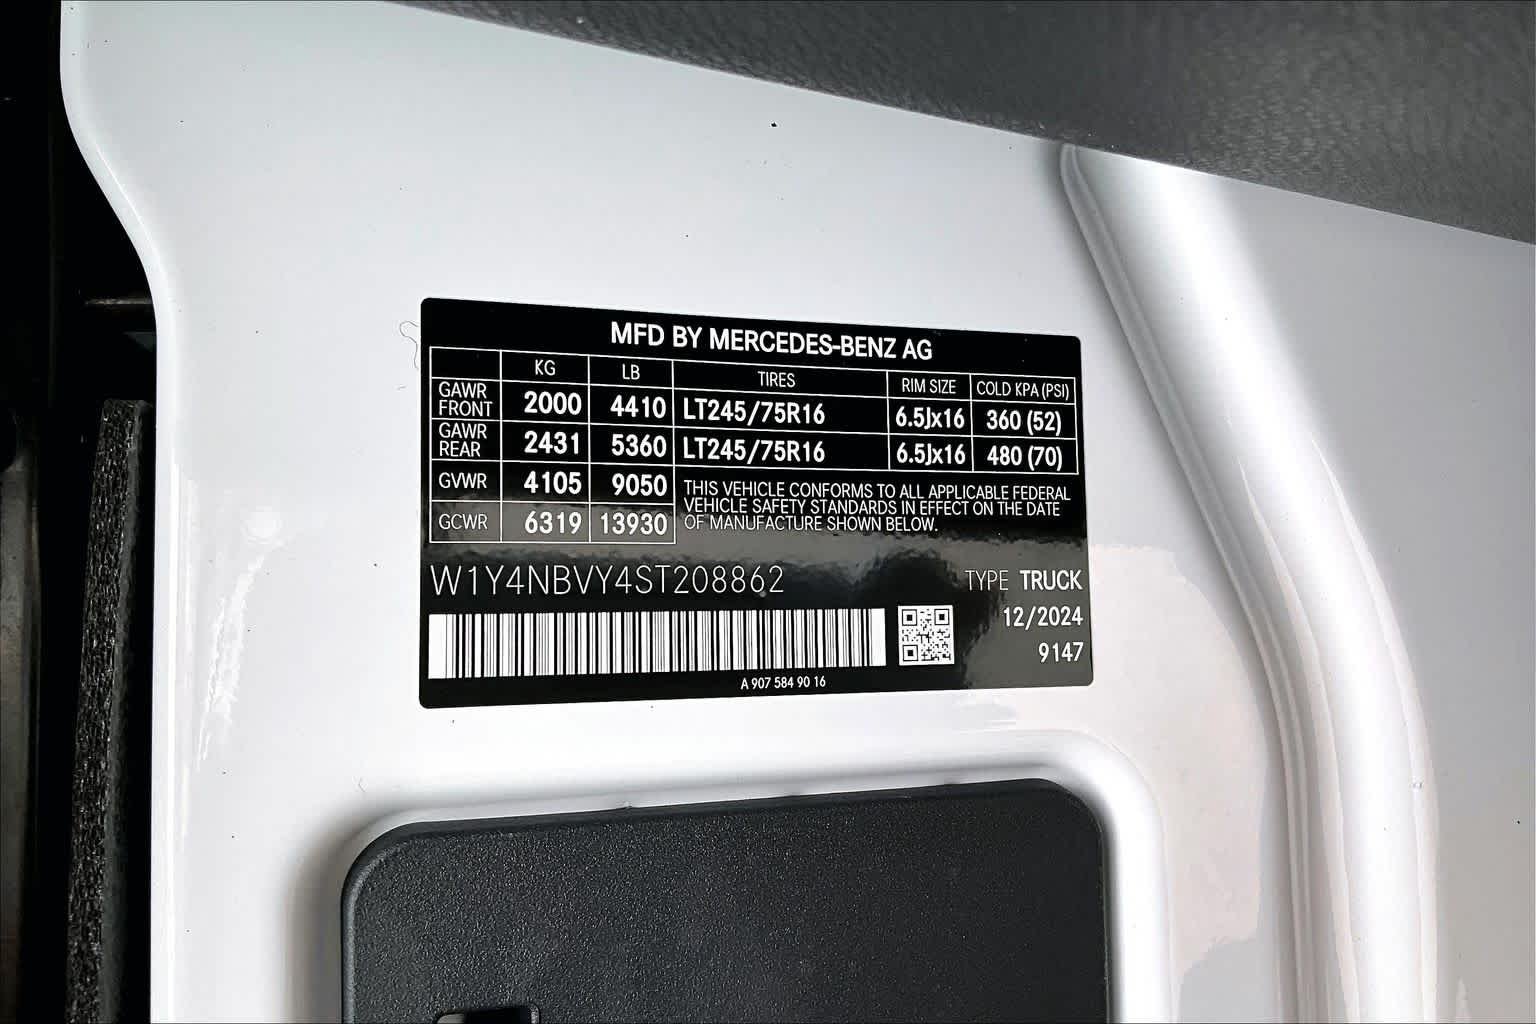 MFD BY MERCEDES-BENZ AG
KG LB TIRES RIM SIZE COLD KPA (PSI)
GAWR FRONT 2000 4410 LT245/75R16 6.5Jx16 360 (52)
GAWR REAR 2431 5360 LT245/75R16 6.5Jx16 480 (70)
GVWR 4105 9050
GCWR 6319 13930
THIS VEHICLE CONFORMS TO ALL APPLICABLE FEDERAL
VEHICLE SAFETY STANDARDS IN EFFECT ON THE DATE
OF MANUFACTURE SHOWN BELOW.
W1Y4NBVY4ST208862 TYPE TRUCK
12/2024
9147
A 907 584 90 16